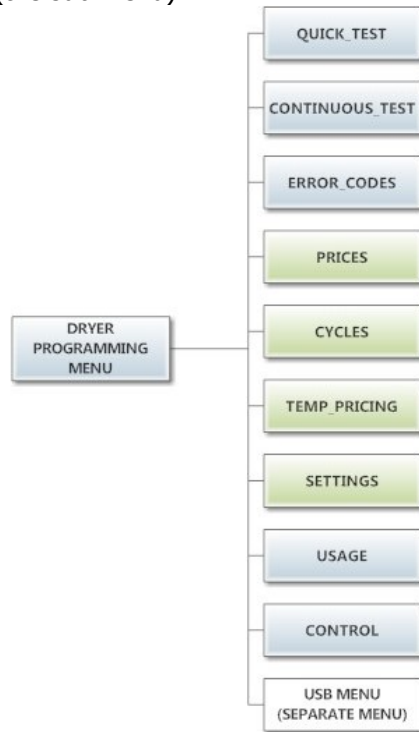 QUICK_TEST
CONTINUOUS_TEST
ERROR_CODES
PRICES
CYCLES
DRYER
PROGRAMMING
MENU
TEMP_PRICING
SETTINGS
USAGE
CONTROL
USB MENU
(SEPARATE MENU)